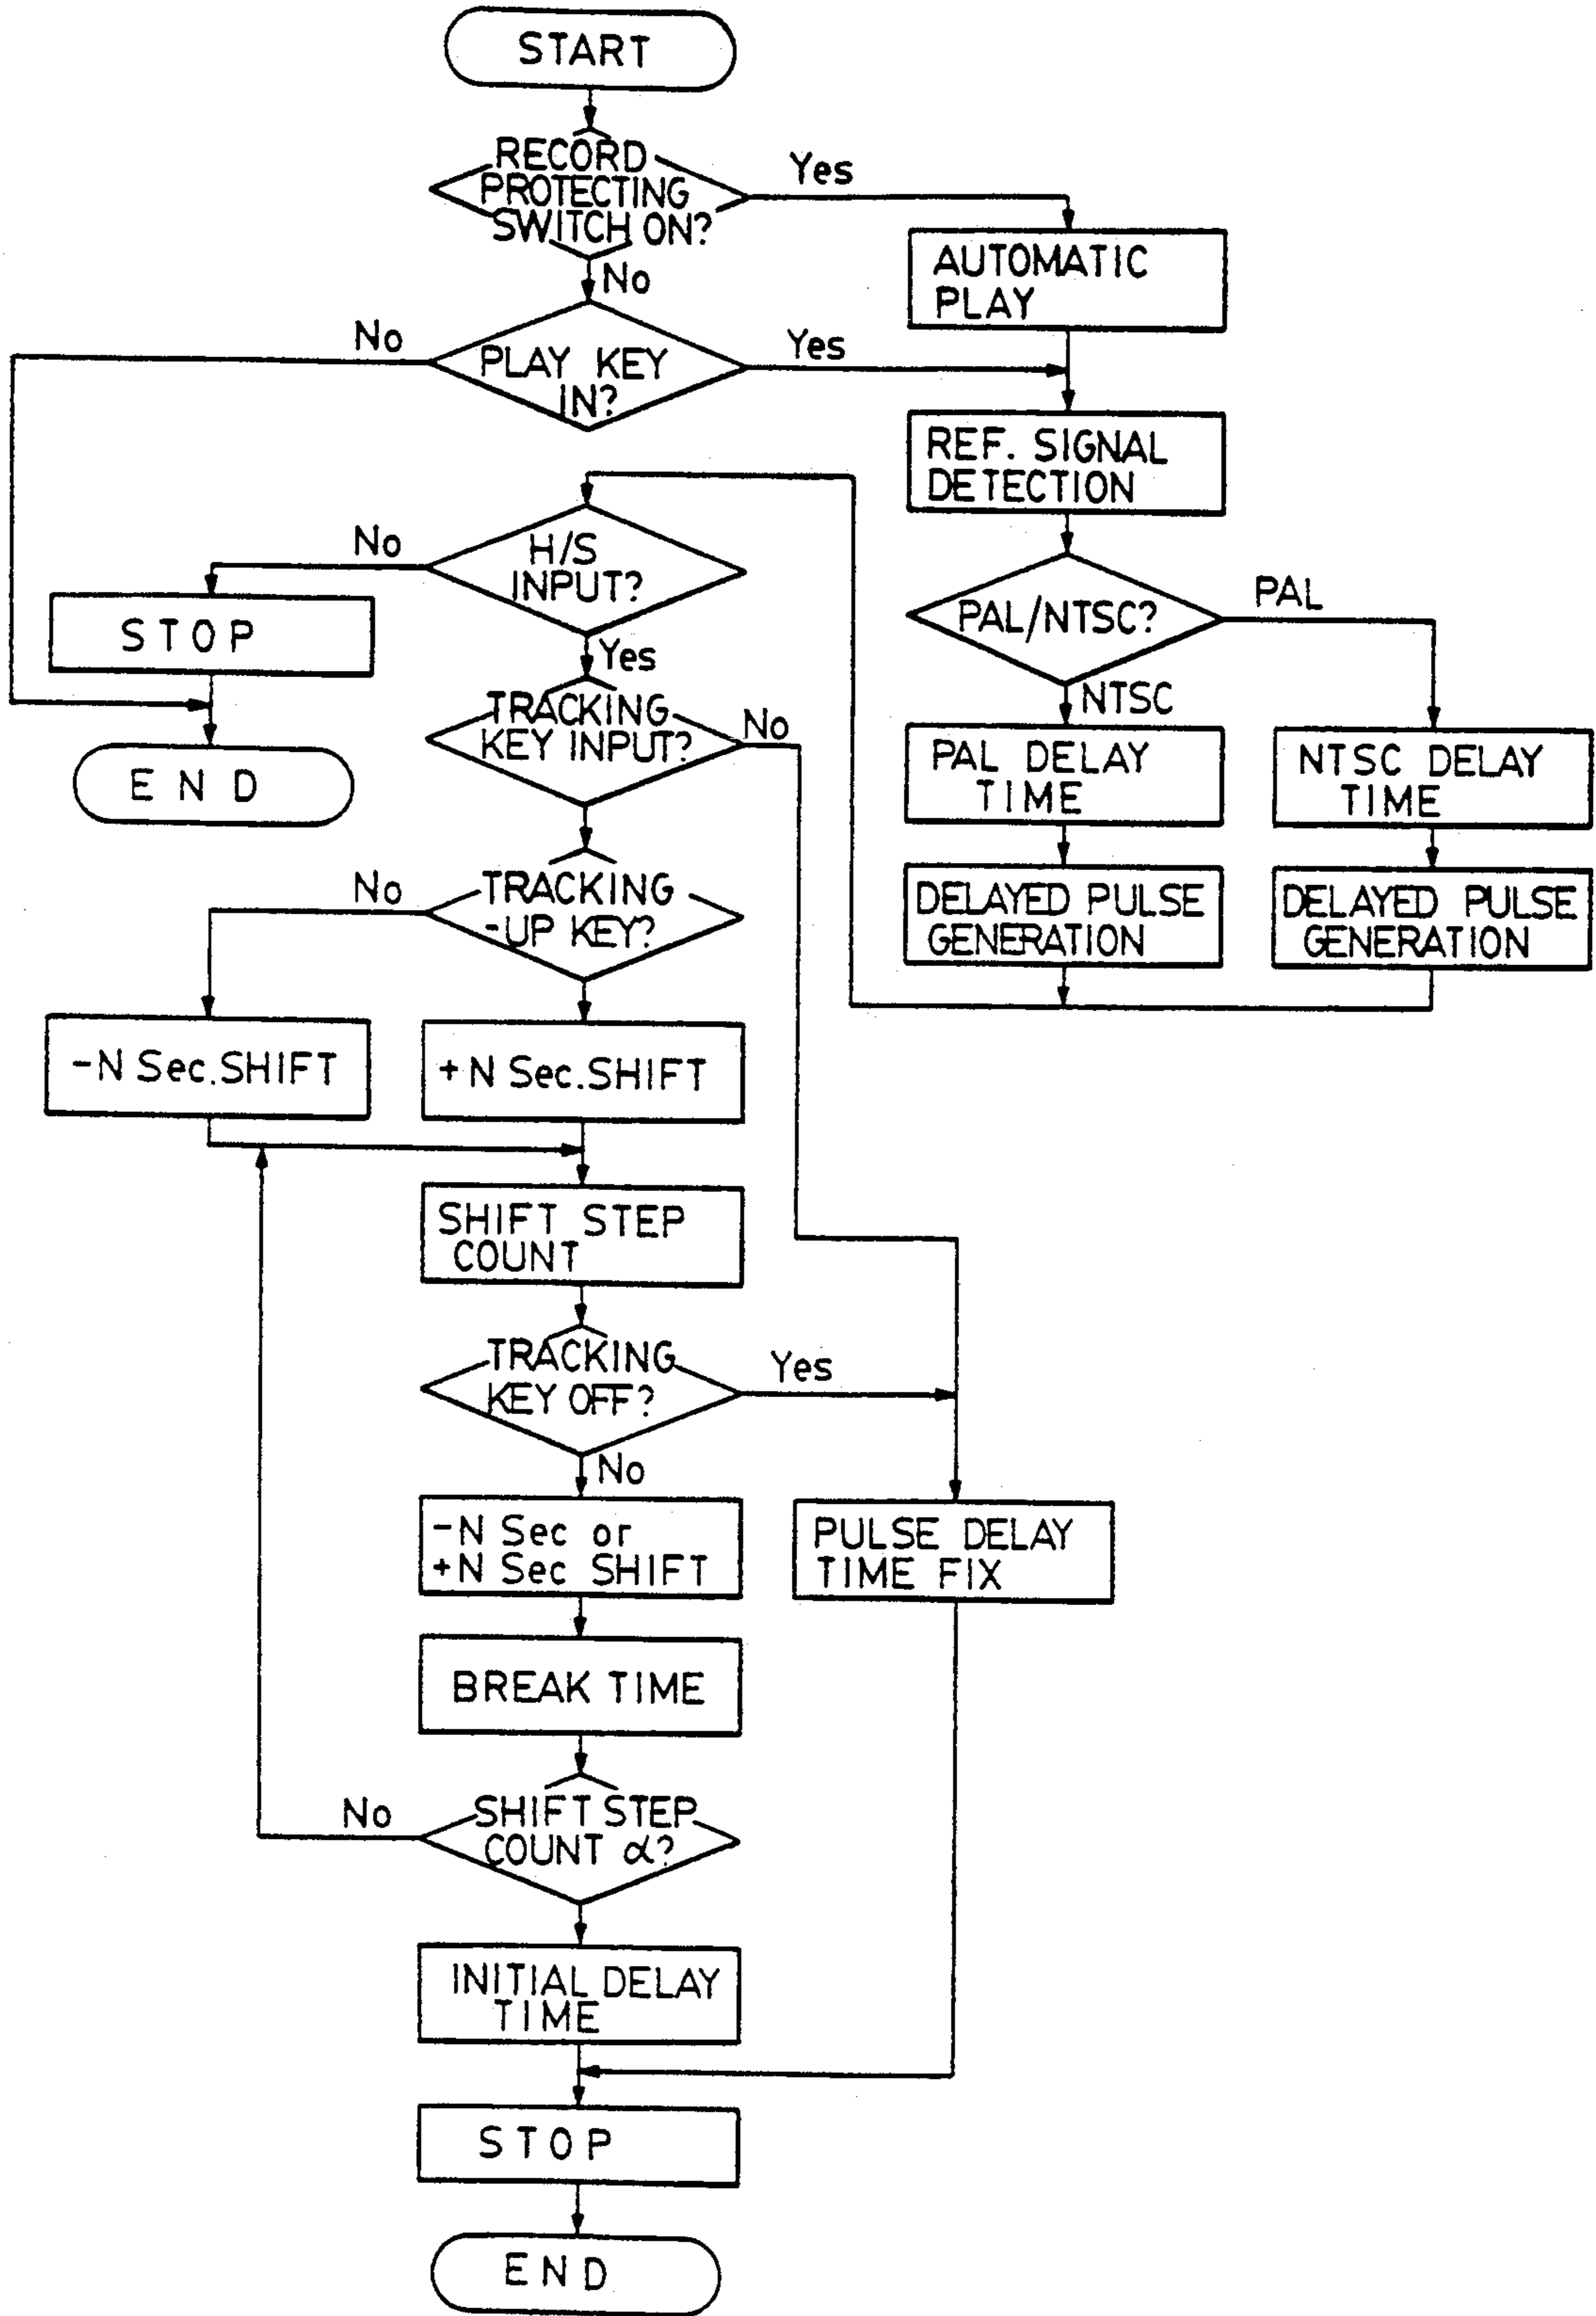 START
RECORD
PROTECTING
SWITCH ON?
Yes
No
AUTOMATIC
PLAY
No
PLAY KEY
IN?
Yes
REF. SIGNAL
DETECTION
No
H/S
INPUT?
Yes
STOP
END
PAL/NTSC?
PAL
NTSC
PAL DELAY
TIME
NTSC DELAY
TIME
DELAYED PULSE
GENERATION
DELAYED PULSE
GENERATION
TRACKING
KEY INPUT?
No
No
TRACKING
-UP KEY?
-N Sec.SHIFT
+N Sec.SHIFT
SHIFT STEP
COUNT
TRACKING
KEY OFF?
Yes
No
-N Sec or
+N Sec SHIFT
PULSE DELAY
TIME FIX
BREAK TIME
No
SHIFT STEP
COUNT α?
INITIAL DELAY
TIME
STOP
END